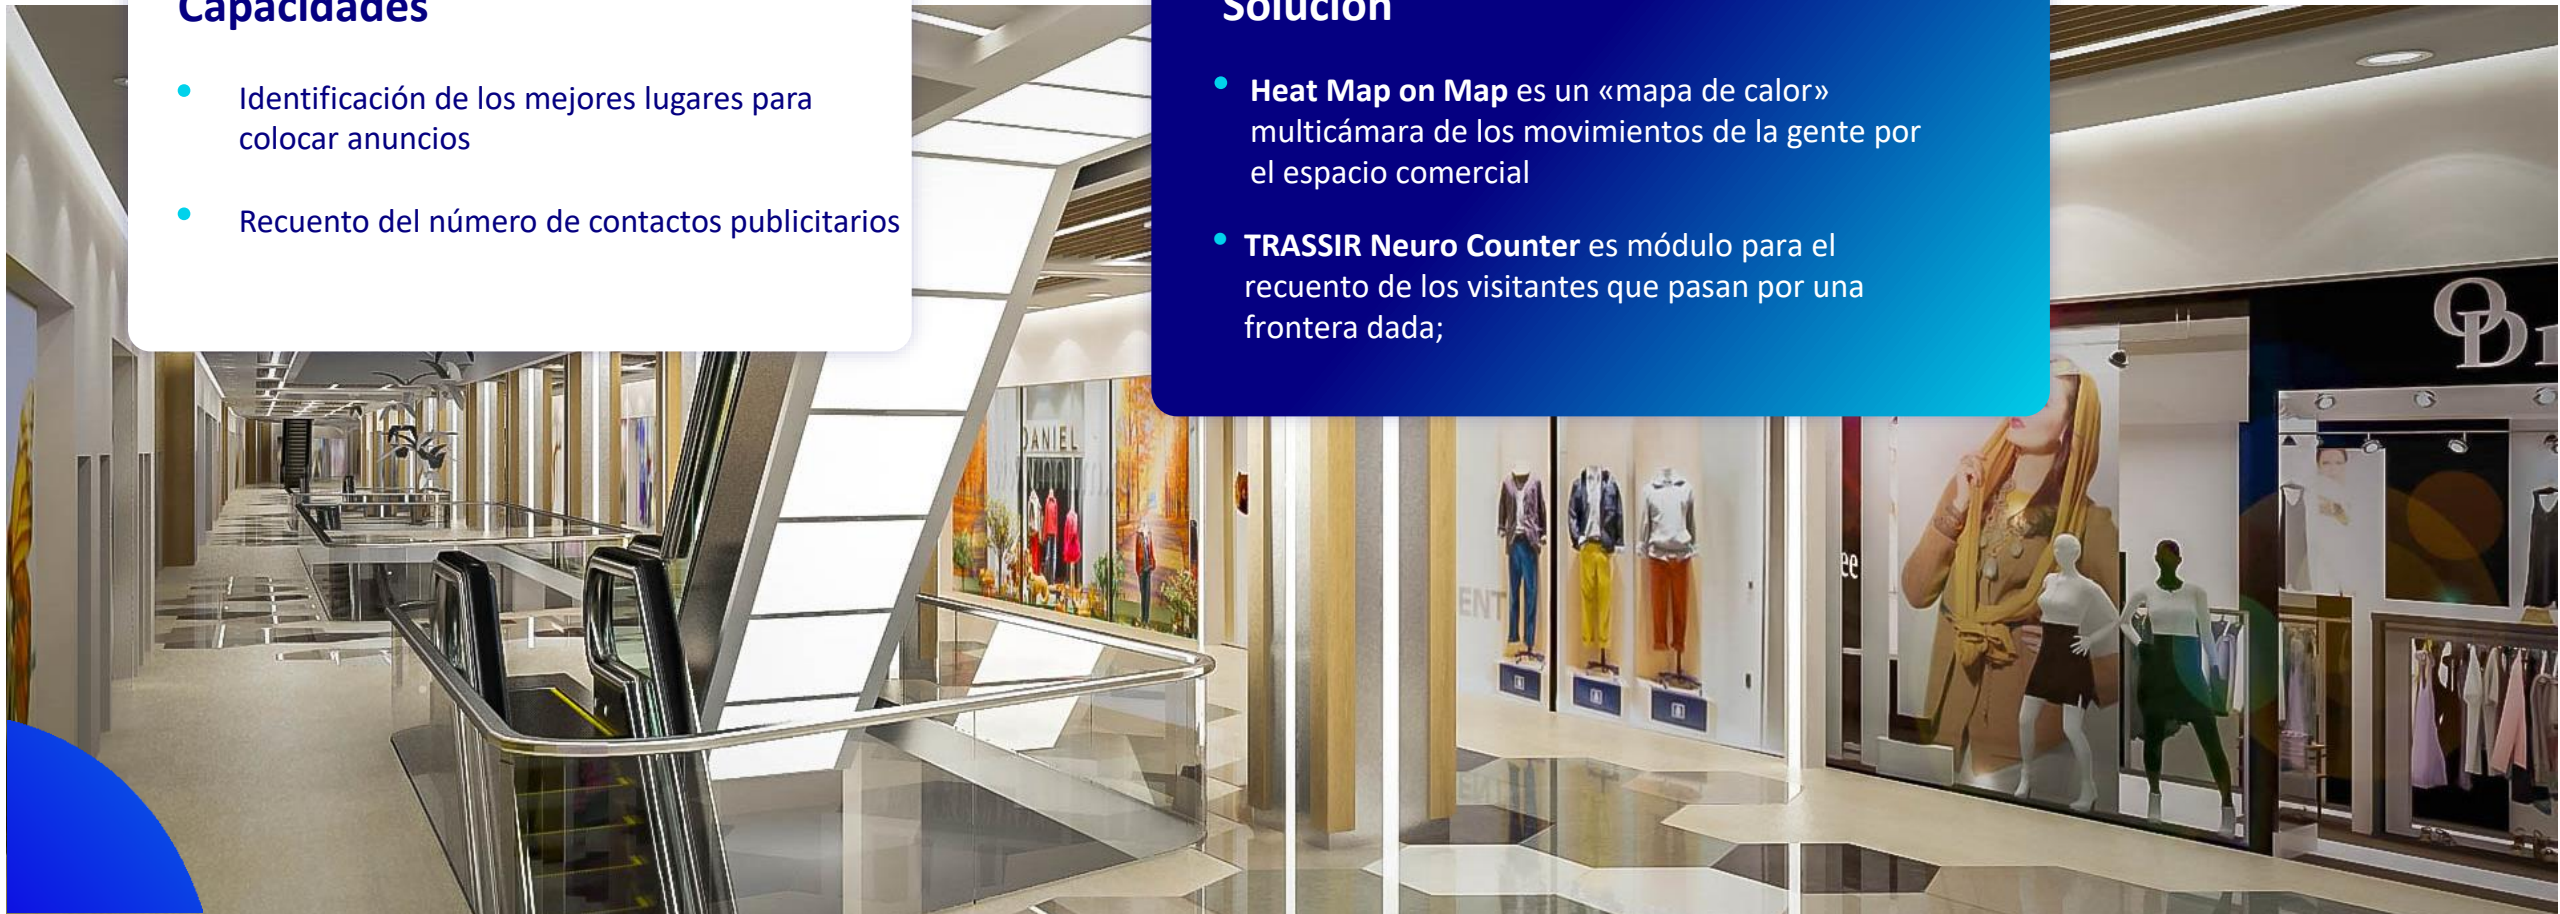 Capacidades
Identificación de los mejores lugares para
colocar anuncios
Recuento del número de contactos publicitarios
Solución
Heat Map on Map es un «mapa de calor»
multicámara de los movimientos de la gente por
el espacio comercial
TRASSIR Neuro Counter es módulo para el
recuento de los visitantes que pasan por una
frontera dada;
DANIEL